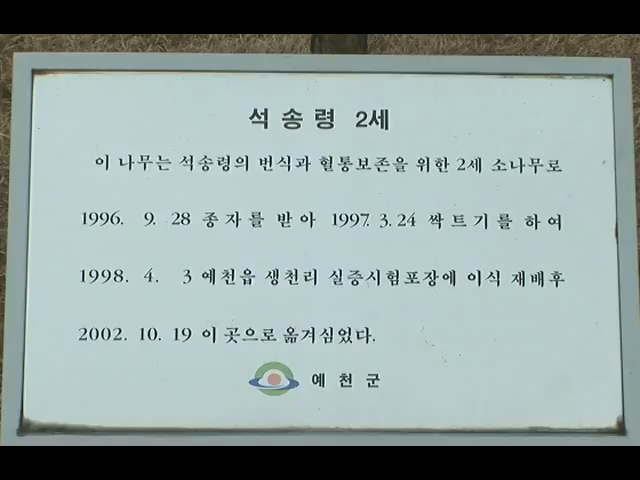 석송령 2세
이 나무는 석송령의 번식과 혈통보존을 위한 2세 소나무로
1996. 9. 28 종자를 받아 1997. 3. 24 싹트기를 하여
1998. 4. 3 예천읍 생천리 실증시험포장에 이식 재배후
2002. 10. 19 이 곳으로 옮겨심었다.
예천군